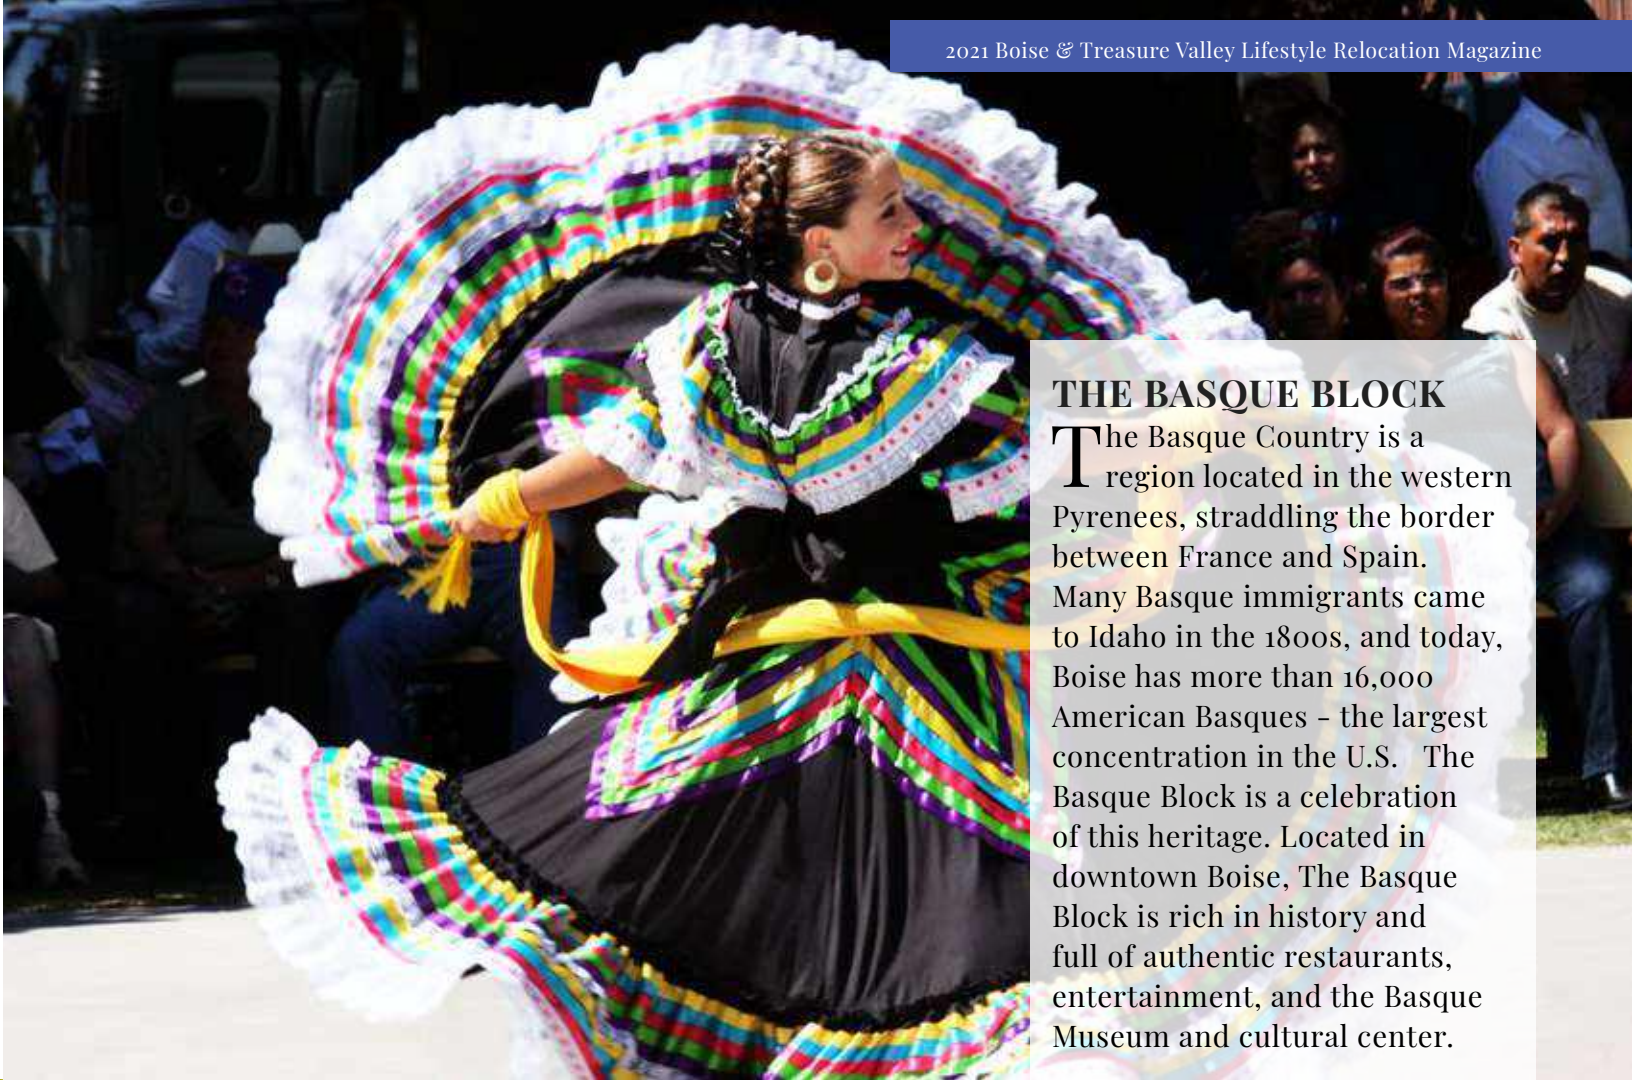 2021 Boise & Treasure Valley Lifestyle Relocation Magazine
THE BASQUE BLOCK
The Basque Country is a
region located in the western
Pyrenees, straddling the border
between France and Spain.
Many Basque immigrants came
to Idaho in the 1800s, and today,
Boise has more than 16,000
American Basques - the largest
concentration in the U.S.   The
Basque Block is a celebration
of this heritage. Located in
downtown Boise, The Basque
Block is rich in history and
full of authentic restaurants,
entertainment, and the Basque
Museum and cultural center.